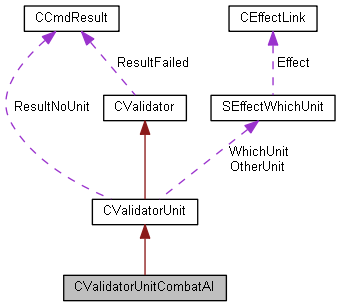 CCmdResult
CEffectLink
ResultFailed
Effect
ResultNoUnit
CValidator
SEffectWhichUnit
WhichUnit
OtherUnit
CValidatorUnit
CValidatorUnitCombatAI